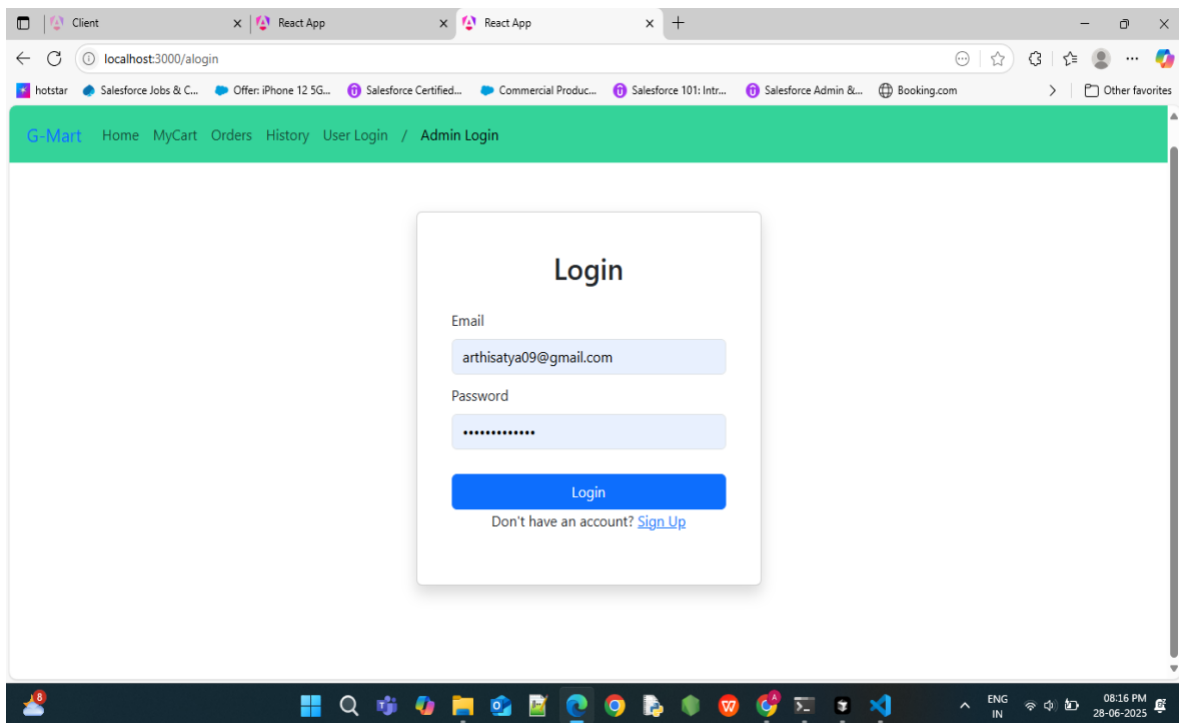 Client React App React App
localhost:3000/alogin
hotstar Salesforce Jobs & C... Offer: iPhone 12 5G... Salesforce Certified... Commercial Produc... Salesforce 101: Intr... Salesforce Admin &... Booking.com Other favorites
G-Mart Home MyCart Orders History User Login / Admin Login
Login
Email
arthisatya09@gmail.com
Password
Login
Don't have an account? Sign Up
8
ENG
IN
08:16 PM
28-06-2025